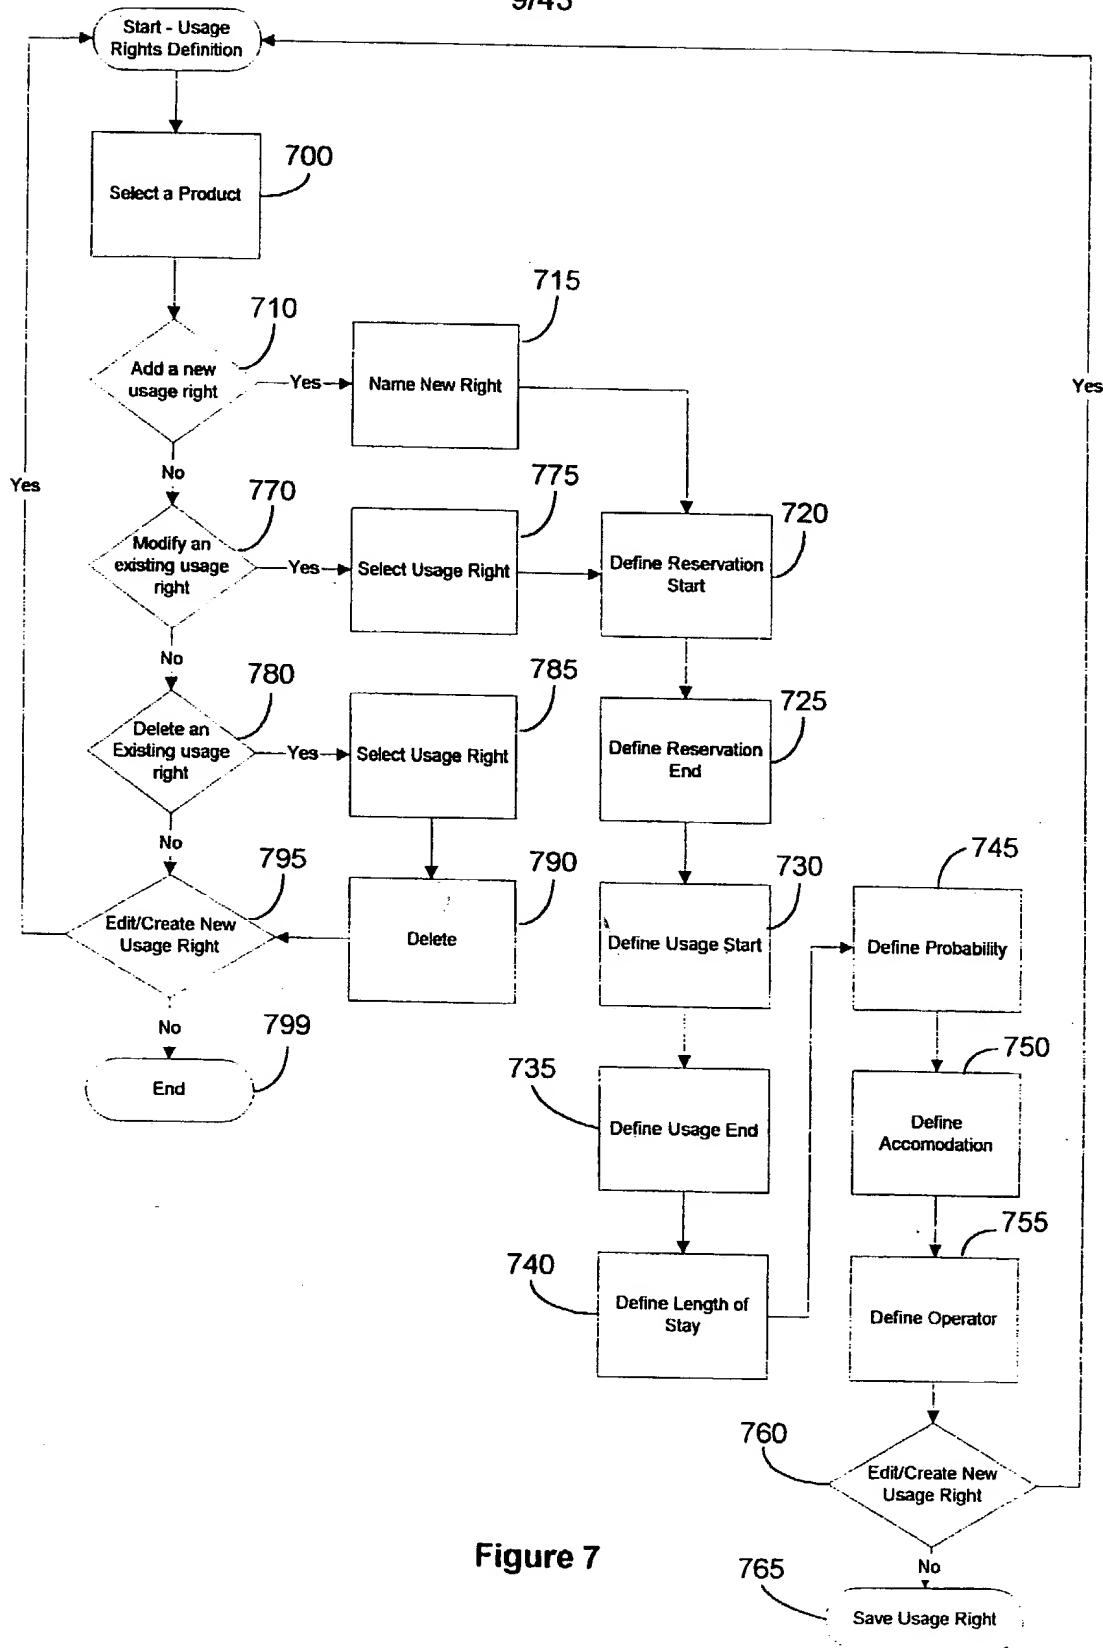 9/43
Start - Usage
Rights Definition
700
Select a Product
715
710
Add a new
usage right
Yes
Name New Right
Yes
No
Yes
775
770
720
Modify an
existing usage
right
Yes
Select Usage Right
Define Reservation
Start
No
785
780
725
Delete an
Existing usage
right
Yes
Select Usage Right
Define Reservation
End
No
795
790
730
745
Edit/Create New
Usage Right
Delete
Define Usage Start
Define Probability
No
799
End
735
750
Define Usage End
Define
Accomodation
755
740
Define Length of
Stay
Define Operator
760
Edit/Create New
Usage Right
Figure 7
No
765
Save Usage Right